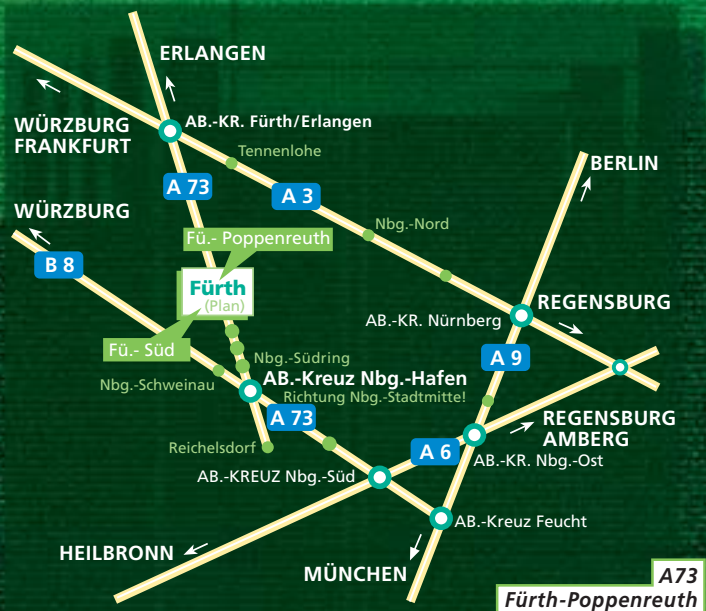 ERLANGEN
WÜRZBURG
FRANKFURT
AB.-KR. Fürth/Erlangen
Tennenlohe
BERLIN
A 73
A 3
WÜRZBURG
Nbg.-Nord
Fü.- Poppenreuth
B 8
Fürth
(Plan)
REGENSBURG
AB.-KR. Nürnberg
Fü.- Süd
Nbg.-Südring
A 9
Nbg.-Schweinau
AB.-Kreuz Nbg.-Hafen
Richtung Nbg.-Stadtmitte!
A 73
REGENSBURG
AMBERG
Reichelsdorf
A 6
AB.-KR. Nbg.-Ost
AB.-KREUZ Nbg.-Süd
AB.-Kreuz Feucht
HEILBRONN
MÜNCHEN
A73
Fürth-Poppenreuth